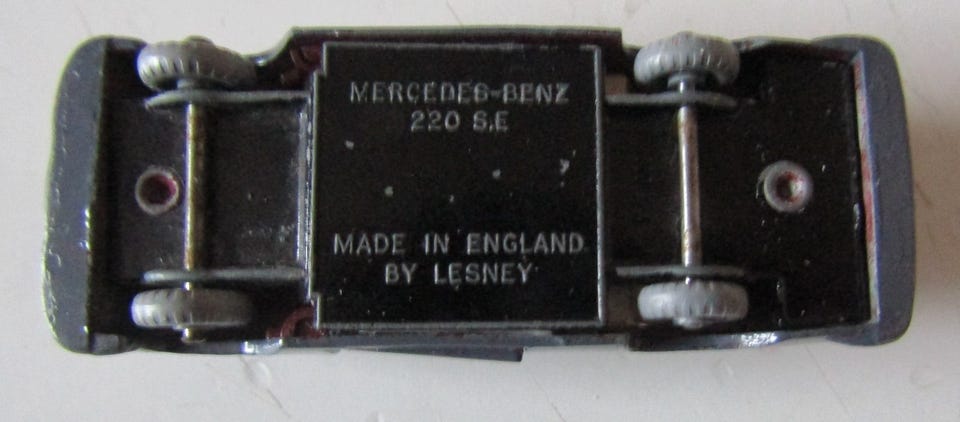 MERCEDES-BENZ
220 S.E
MADE IN ENGLAND
BY LESNEY